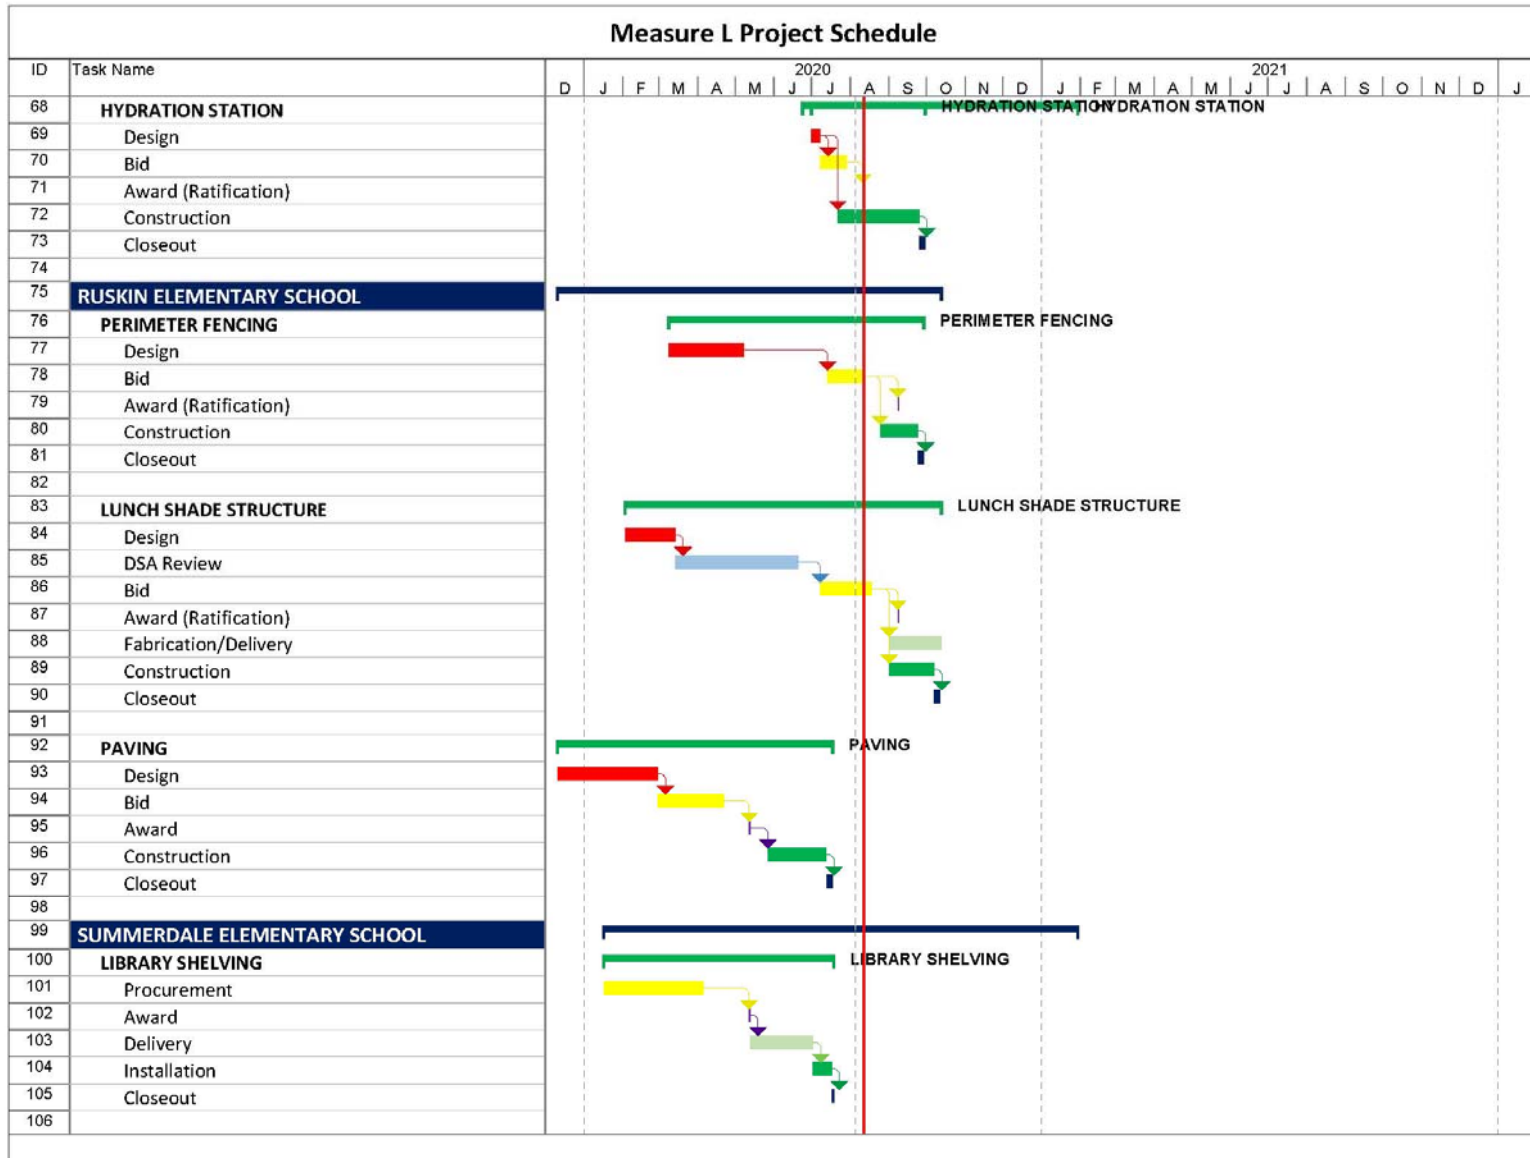 Measure L Project Schedule
ID Task Name 2020 2021
D J F M A M J J A S O N D J F M A M J J A S O N D J
68 HYDRATION STATION HYDRATION STATION HYDRATION STATION
69 Design
70 Bid
71 Award (Ratification)
72 Construction
73 Closeout
74
75 RUSKIN ELEMENTARY SCHOOL
76 PERIMETER FENCING PERIMETER FENCING
77 Design
78 Bid
79 Award (Ratification)
80 Construction
81 Closeout
82
83 LUNCH SHADE STRUCTURE LUNCH SHADE STRUCTURE
84 Design
85 DSA Review
86 Bid
87 Award (Ratification)
88 Fabrication/Delivery
89 Construction
90 Closeout
91
92 PAVING PAVING
93 Design
94 Bid
95 Award
96 Construction
97 Closeout
98
99 SUMMERDALE ELEMENTARY SCHOOL
100 LIBRARY SHELVING LIBRARY SHELVING
101 Procurement
102 Award
103 Delivery
104 Installation
105 Closeout
106